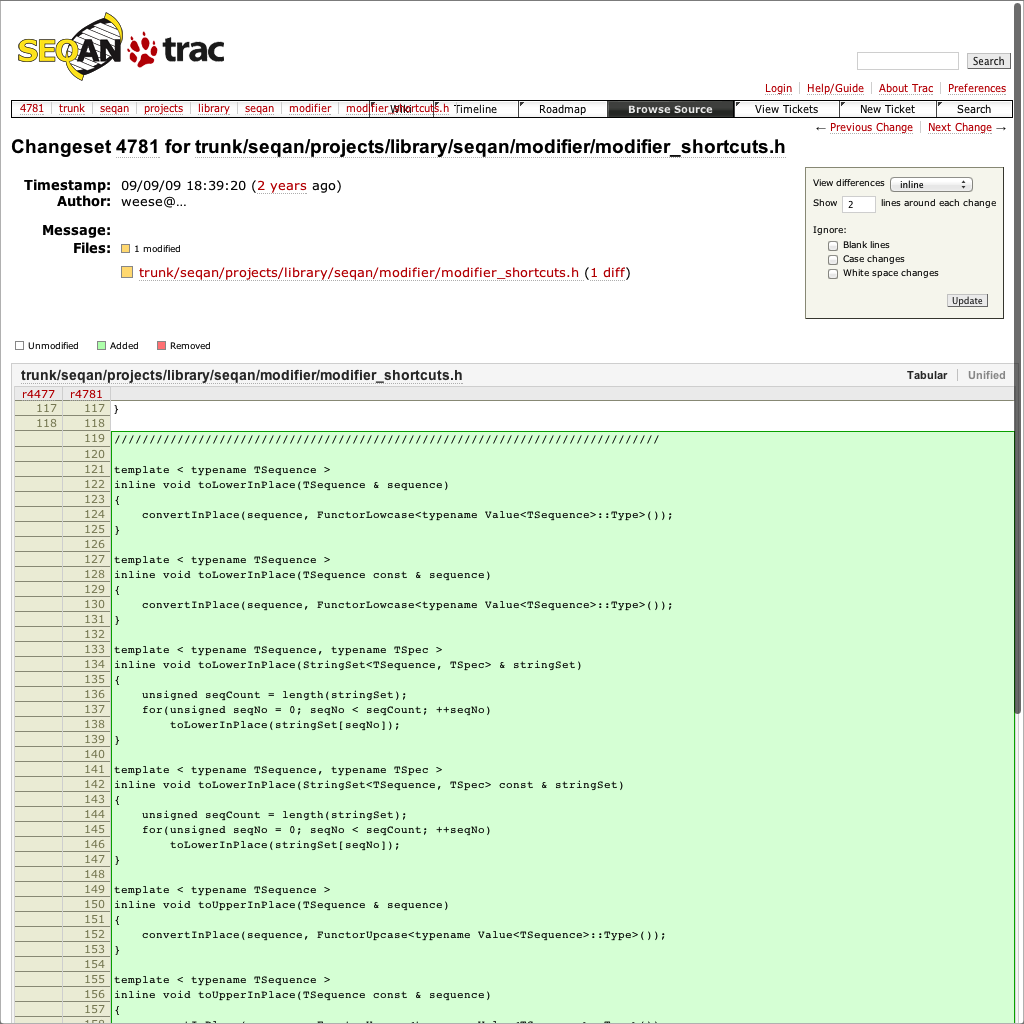 SEQAN trac
Search
Login Help/Guide About Trac Preferences
4781 trunk seqan projects library seqan modifier modifier_shortcuts.h Wiki Timeline Roadmap Browse Source View Tickets New Ticket Search
← Previous Change Next Change →
Changeset 4781 for trunk/seqan/projects/library/seqan/modifier/modifier_shortcuts.h
Timestamp: 09/09/09 18:39:20 (2 years ago)
Author: weese@…
Message:
Files: 1 modified
trunk/seqan/projects/library/seqan/modifier/modifier_shortcuts.h (1 diff)
View differences inline
Show 2 lines around each change
Ignore:
Blank lines
Case changes
White space changes
Update
Unmodified Added Removed
trunk/seqan/projects/library/seqan/modifier/modifier_shortcuts.h Tabular Unified
r4477 r4781
117 117 }
118 118
119 //////////////////////////////////////////////////////////////////////////////
120
121 template < typename TSequence >
122 inline void toLowerInPlace(TSequence & sequence)
123 {
124     convertInPlace(sequence, FunctorLowcase<typename Value<TSequence>::Type>());
125 }
126
127 template < typename TSequence >
128 inline void toLowerInPlace(TSequence const & sequence)
129 {
130     convertInPlace(sequence, FunctorLowcase<typename Value<TSequence>::Type>());
131 }
132
133 template < typename TSequence, typename TSpec >
134 inline void toLowerInPlace(StringSet<TSequence, TSpec> & stringSet)
135 {
136     unsigned seqCount = length(stringSet);
137     for(unsigned seqNo = 0; seqNo < seqCount; ++seqNo)
138         toLowerInPlace(stringSet[seqNo]);
139 }
140
141 template < typename TSequence, typename TSpec >
142 inline void toLowerInPlace(StringSet<TSequence, TSpec> const & stringSet)
143 {
144     unsigned seqCount = length(stringSet);
145     for(unsigned seqNo = 0; seqNo < seqCount; ++seqNo)
146         toLowerInPlace(stringSet[seqNo]);
147 }
148
149 template < typename TSequence >
150 inline void toUpperInPlace(TSequence & sequence)
151 {
152     convertInPlace(sequence, FunctorUpcase<typename Value<TSequence>::Type>());
153 }
154
155 template < typename TSequence >
156 inline void toUpperInPlace(TSequence const & sequence)
157 {